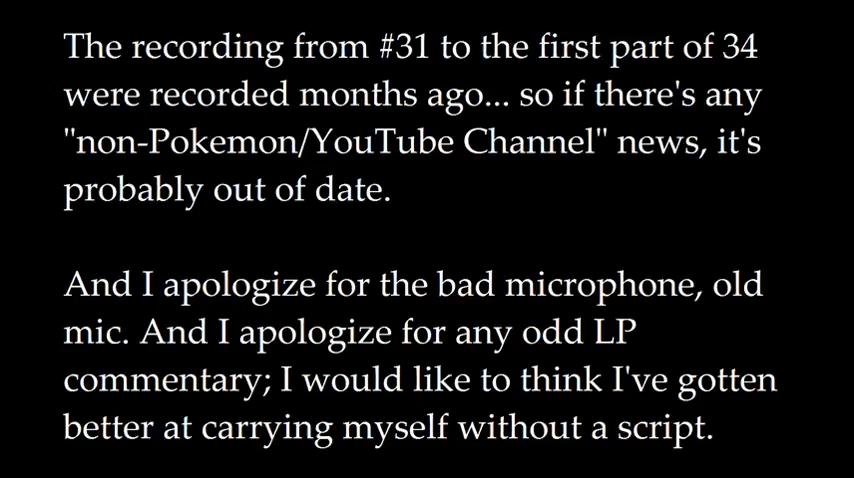 The recording from #31 to the first part of 34
were recorded months ago... so if there's any
"non-Pokemon/YouTube Channel" news, it's
probably out of date.
And I apologize for the bad microphone, old
mic. And I apologize for any odd LP
commentary; I would like to think I've gotten
better at carrying myself without a script.